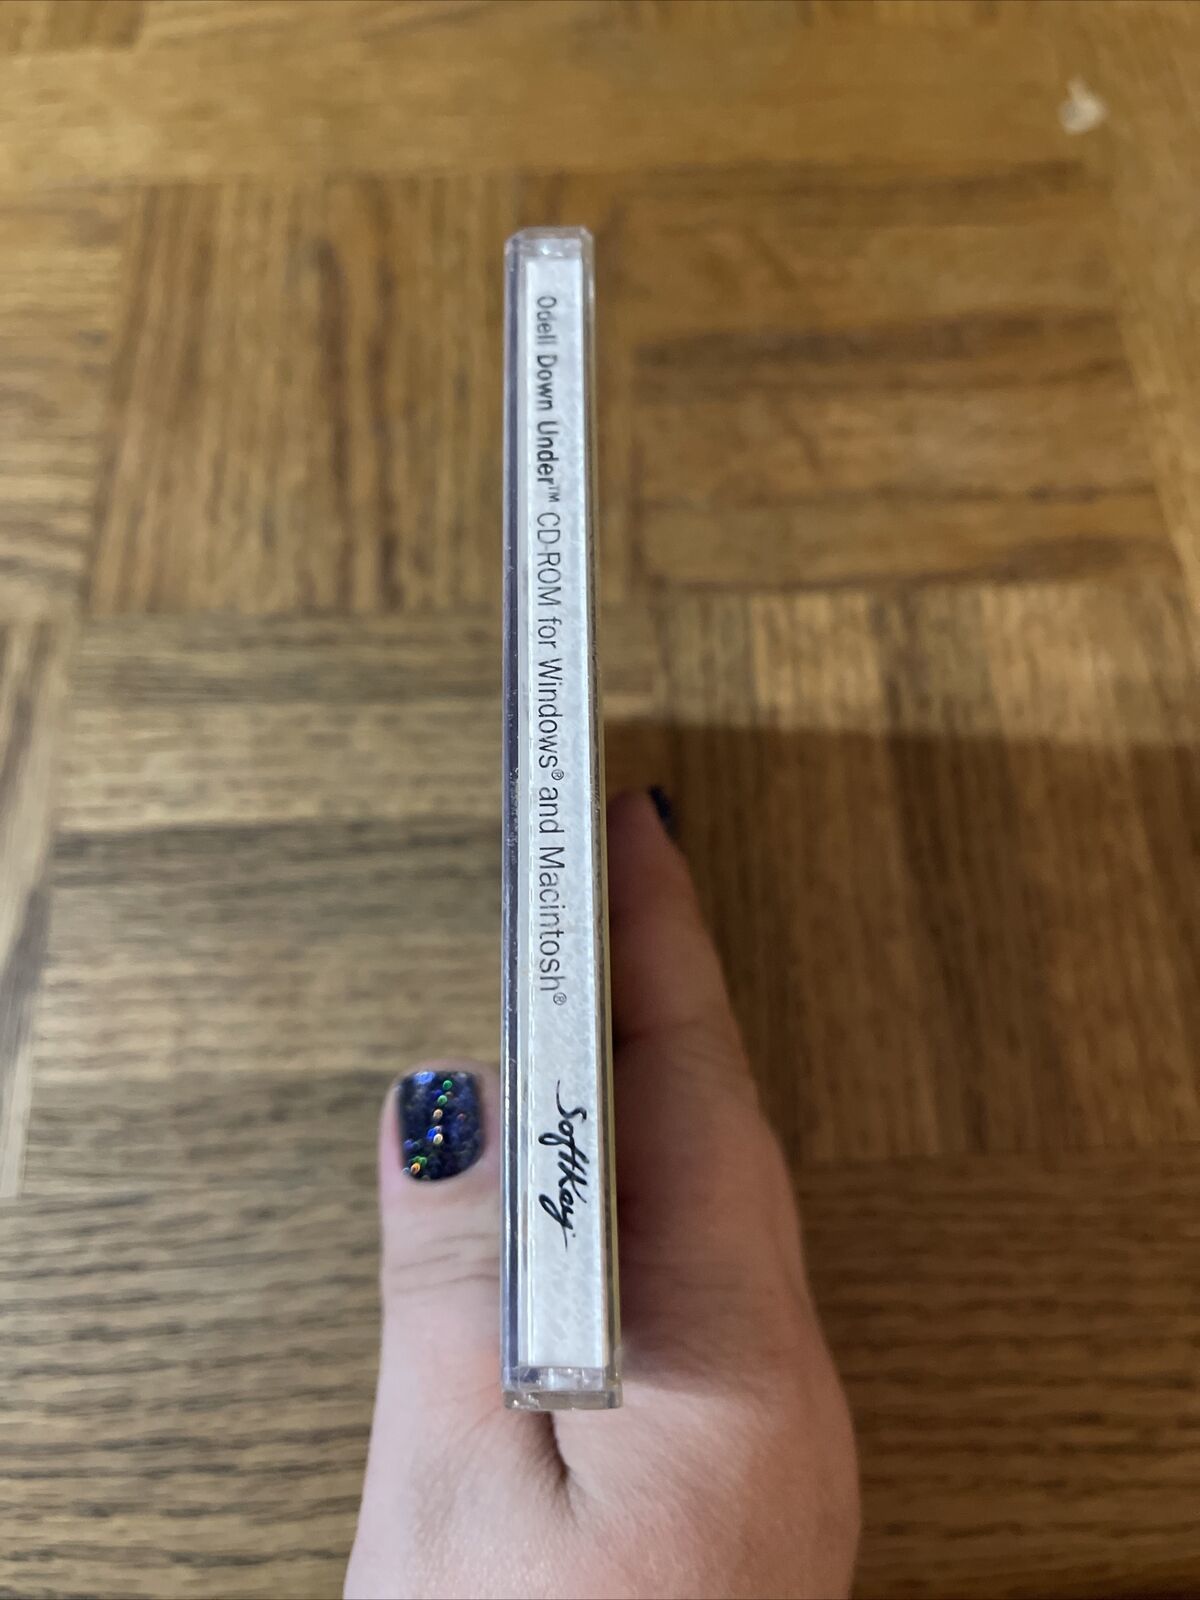 Odell Down Under™ CD-ROM for Windows® and Macintosh®
SoftKey